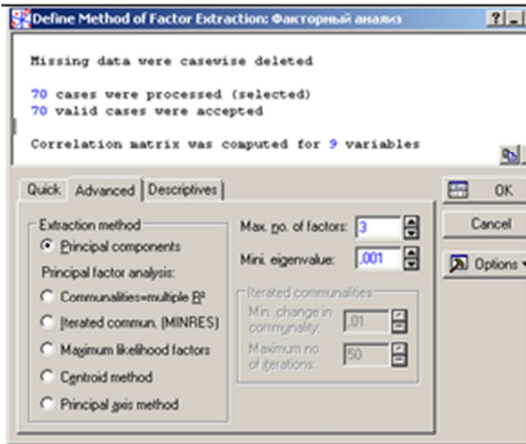 Define Method of Factor Extraction: Факторный анализ
Missing data were casewise deleted
70 cases were processed (selected)
70 valid cases were accepted
Correlation matrix was computed for 9 variables
Quick Advanced Descriptives
OK
Cancel
Options
Extraction method
Principal components
Principal factor analysis:
Communalities=multiple R²
Iterated commun. (MINRES)
Maximum likelihood factors
Centroid method
Principal axis method
Max. no. of factors: 3
Mini. eigenvalue: ,001
Iterated communalities
Min. change in
communality: ,01
Maximum no.
of iterations: 50